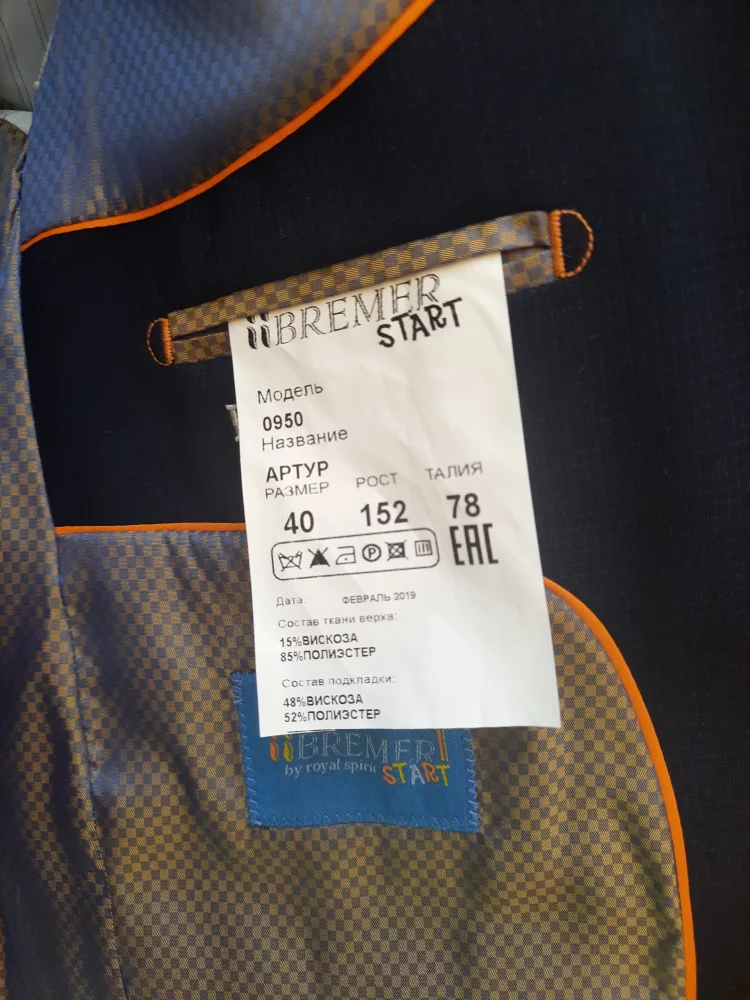 BREMER
START
Модель
0950
Название
АРТУР
РАЗМЕР РОСТ ТАЛИЯ
40 152 78
P
EAC
Дата: ФЕВРАЛЬ 2019
Состав ткани верха:
15%ВИСКОЗА
85%ПОЛИЭСТЕР
Состав подкладки:
48%ВИСКОЗА
52%ПОЛИЭСТЕР
BREMER
by royal spirit START